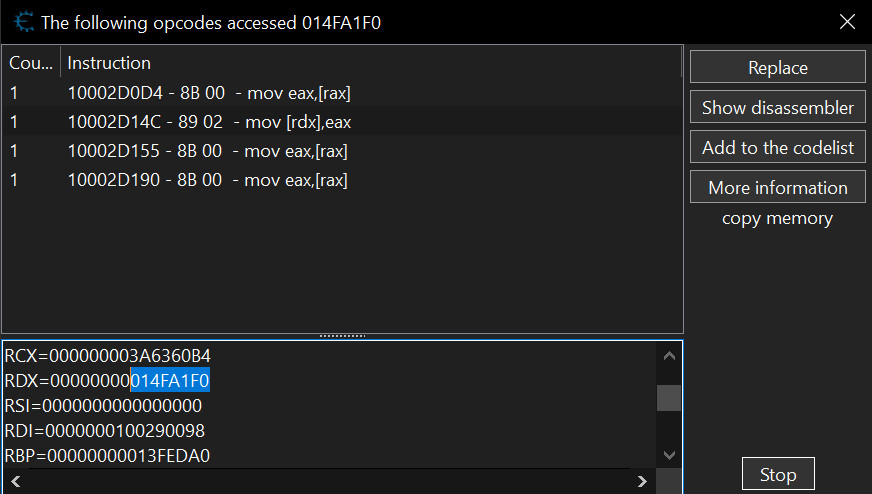 The following opcodes accessed 014FA1F0
Cou... Instruction
1 10002D0D4 - 8B 00 - mov eax,[rax]
1 10002D14C - 89 02 - mov [rdx],eax
1 10002D155 - 8B 00 - mov eax,[rax]
1 10002D190 - 8B 00 - mov eax,[rax]
Replace
Show disassembler
Add to the codelist
More information
copy memory
RCX=000000003A6360B4
RDX=00000000014FA1F0
RSI=0000000000000000
RDI=0000000100290098
RBP=00000000013FEDA0
Stop